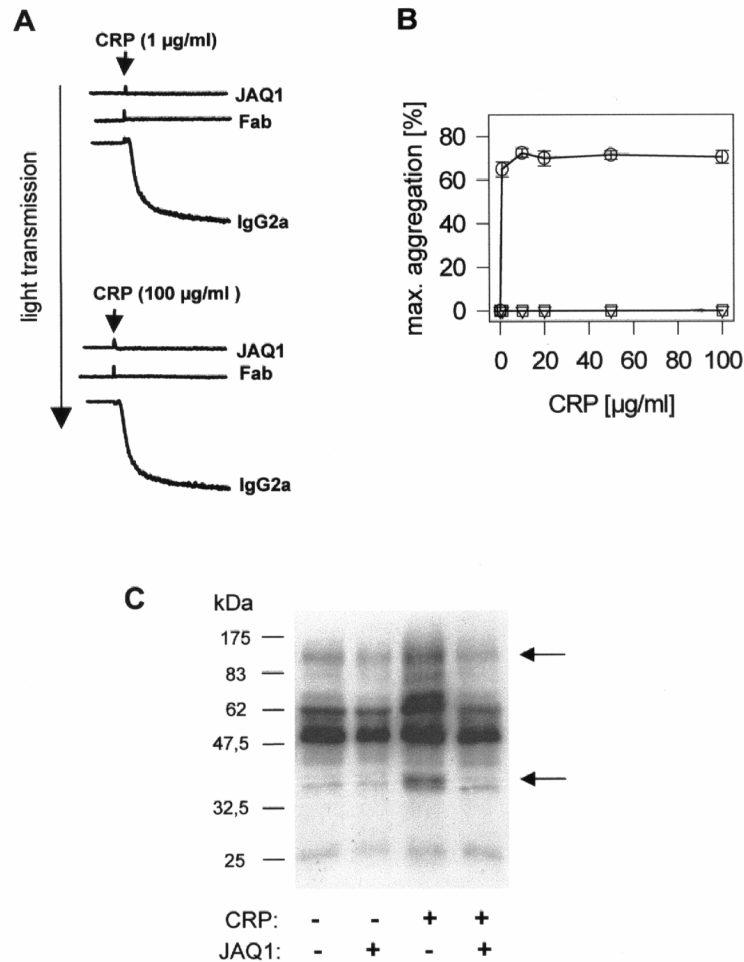 A
CRP (1 µg/ml)
JAQ1
Fab
IgG2a
light transmission
CRP (100 µg/ml )
JAQ1
Fab
IgG2a
B
max. aggregation [%]
80
60
40
20
0
0 20 40 60 80 100
CRP [µg/ml]
C
kDa
175
83
62
47,5
32,5
25
CRP: - - + +
JAQ1: - + - +